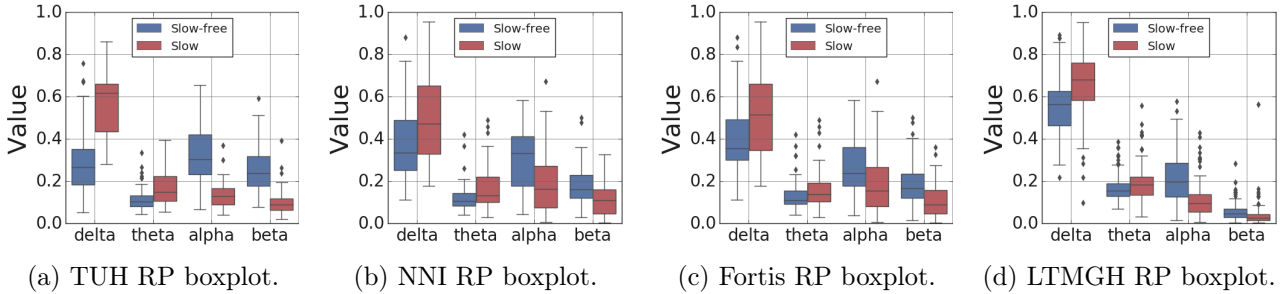 1.0
0.8
0.6
0.4
0.2
0.0
Value
Slow-free
Slow
delta theta alpha beta
(a) TUH RP boxplot.
1.0
0.8
0.6
0.4
0.2
0.0
Value
Slow-free
Slow
delta theta alpha beta
(b) NNI RP boxplot.
1.0
0.8
0.6
0.4
0.2
0.0
Value
Slow-free
Slow
delta theta alpha beta
(c) Fortis RP boxplot.
1.0
0.8
0.6
0.4
0.2
0.0
Value
Slow-free
Slow
delta theta alpha beta
(d) LTMGH RP boxplot.